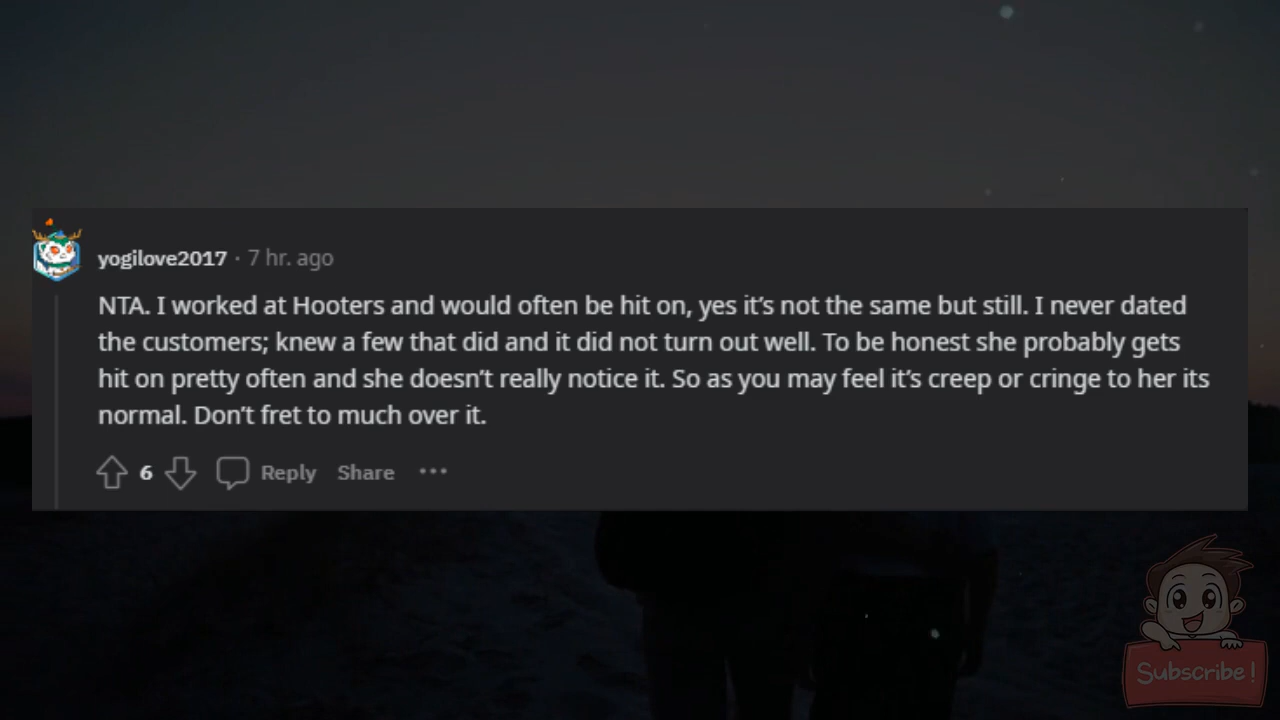 yogilove2017 · 7 hr. ago
NTA. I worked at Hooters and would often be hit on, yes it’s not the same but still. I never dated
the customers; knew a few that did and it did not turn out well. To be honest she probably gets
hit on pretty often and she doesn’t really notice it. So as you may feel it’s creep or cringe to her its
normal. Don’t fret to much over it.
6 Reply Share ···
Subscribe!